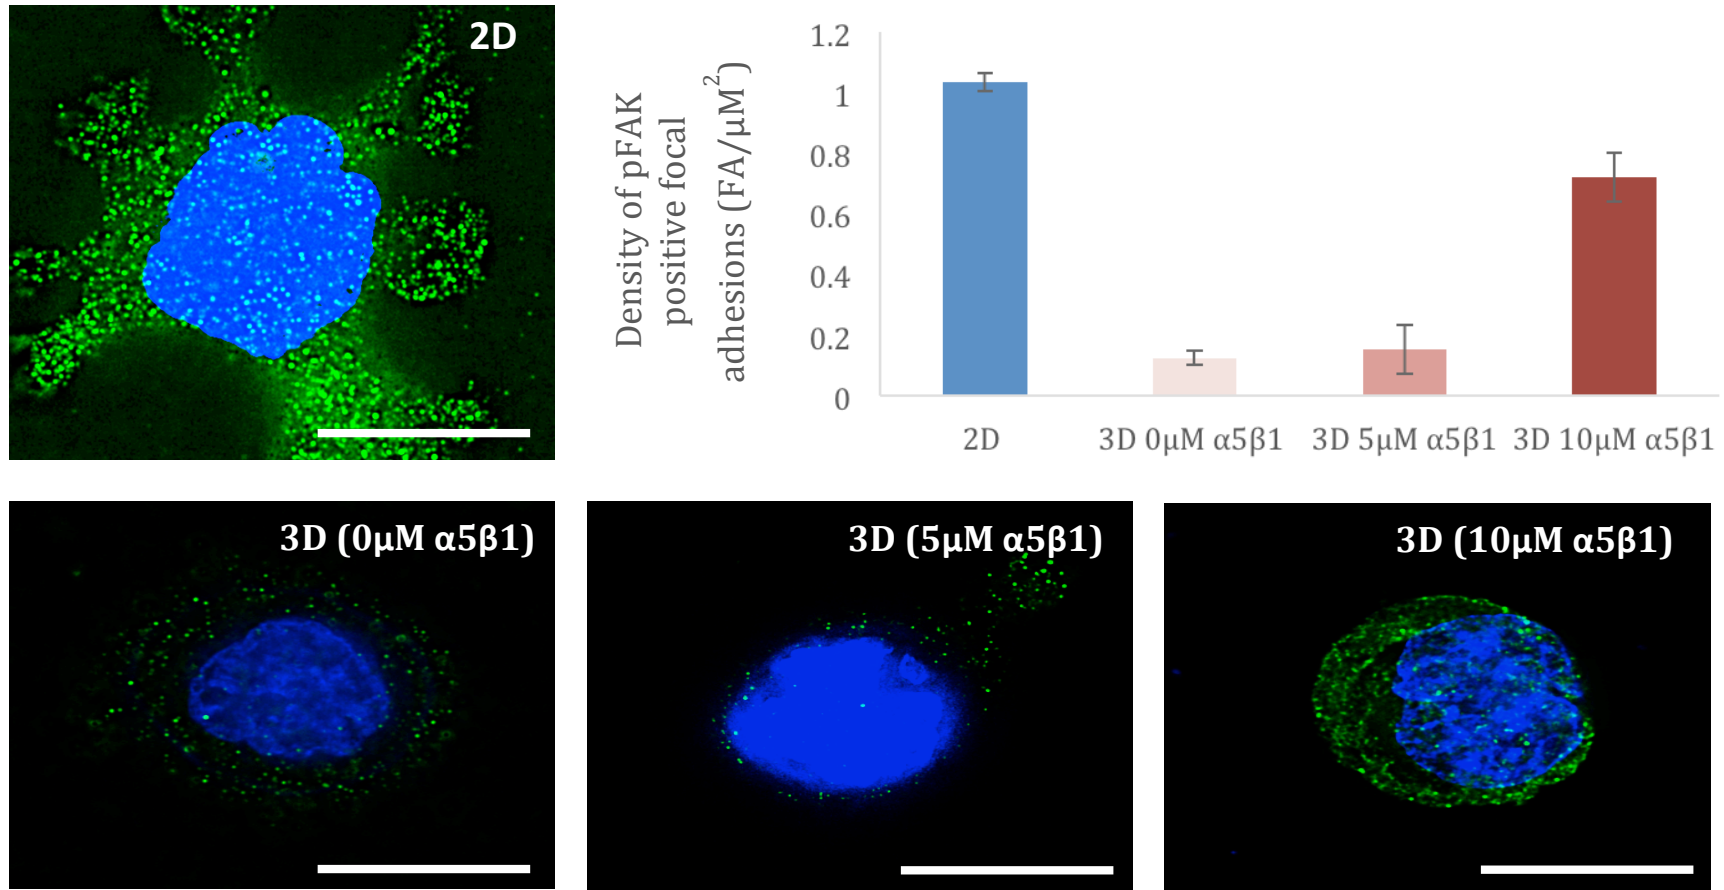 2D
Density of pFAK
positive focal
adhesions (FA/μM²)
1.2
1
0.8
0.6
0.4
0.2
0
2D
3D 0μM α5β1
3D 5μM α5β1
3D 10μM α5β1
3D (0μM α5β1)
3D (5μM α5β1)
3D (10μM α5β1)